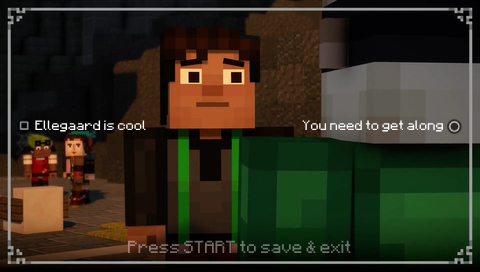 Ellegaard is cool
You need to get along
Press START to save & exit